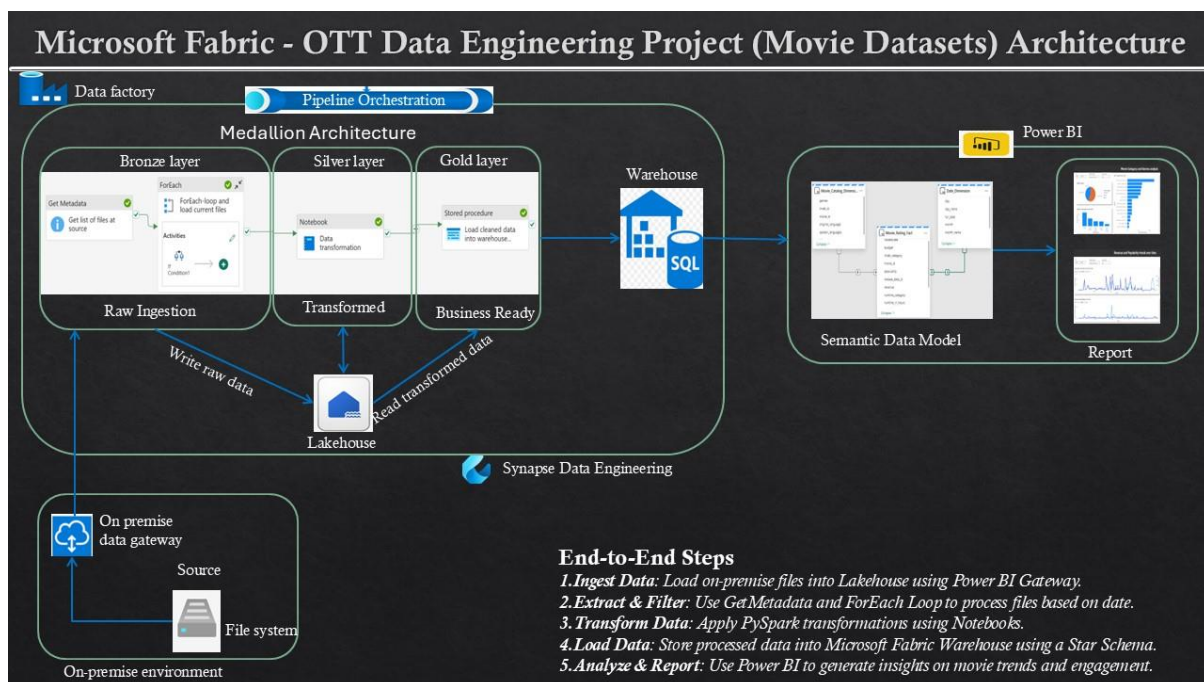 Microsoft Fabric - OTT Data Engineering Project (Movie Datasets) Architecture
Data factory
Pipeline Orchestration
Medallion Architecture
Bronze layer
Silver layer
Gold layer
Get Metadata
Get list of files at
source
ForEach
ForEach-loop and
load current files
Activities
If
Condition1
Notebook
Data
transformation
Stored procedure
Load cleaned data
into warehouse...
Raw Ingestion
Transformed
Business Ready
Write raw data
Read transformed data
Lakehouse
Warehouse
SQL
Synapse Data Engineering
Power BI
Semantic Data Model
Report
On premise
data gateway
Source
File system
On-premise environment
End-to-End Steps
1.Ingest Data: Load on-premise files into Lakehouse using Power BI Gateway.
2.Extract & Filter: Use GetMetadata and ForEach Loop to process files based on date.
3.Transform Data: Apply PySpark transformations using Notebooks.
4.Load Data: Store processed data into Microsoft Fabric Warehouse using a Star Schema.
5.Analyze & Report: Use Power BI to generate insights on movie trends and engagement.